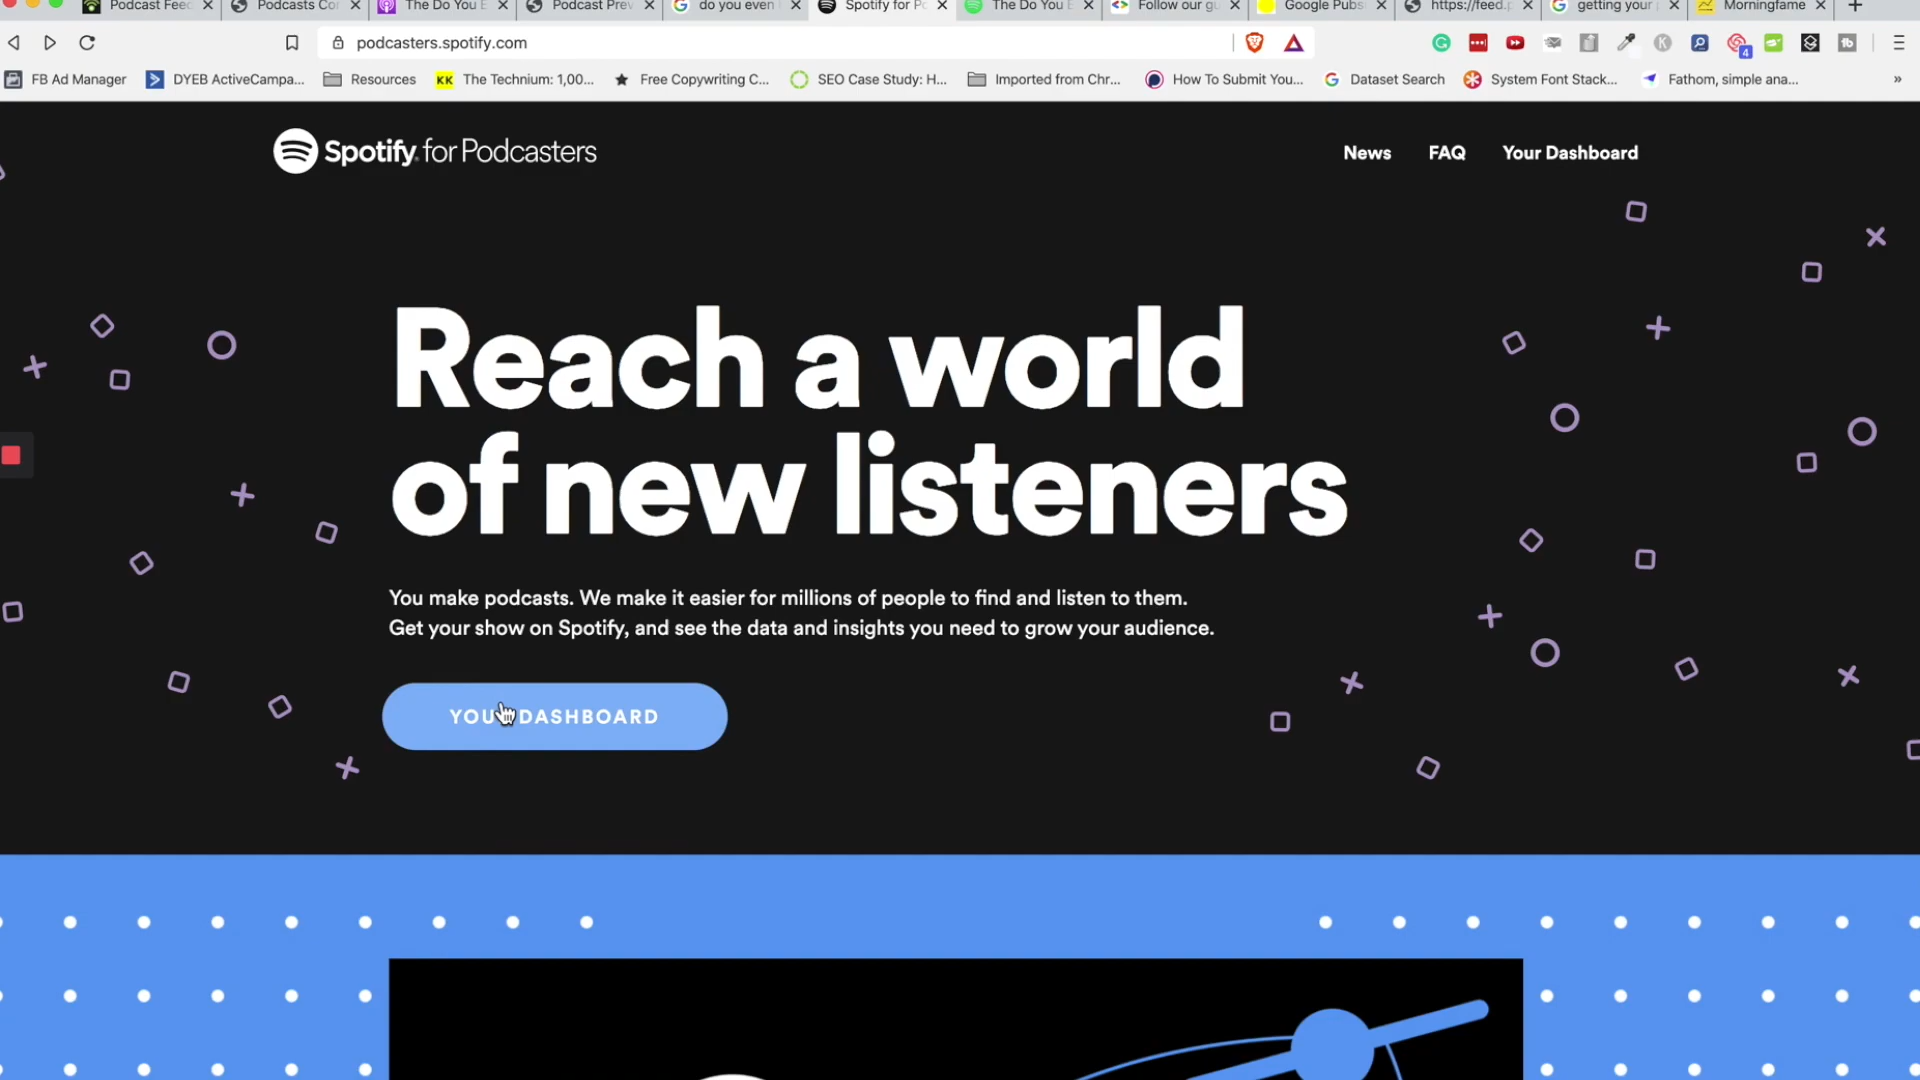 Podcast Fee
Podcasts Co
The Do You E
Podcast Prev
do you even
Spotify for P
The Do You E
Follow our gu
Google Pubs
https://feed.p
getting your
Morningfame
podcasters.spotify.com
4
FB Ad Manager
DYEB ActiveCampa...
Resources
KK The Technium: 1,00...
Free Copywriting C...
SEO Case Study: H...
Imported from Chr...
How To Submit You...
Dataset Search
System Font Stack...
Fathom, simple ana...
»
Spotify for Podcasters
News
FAQ
Your Dashboard
Reach a world
of new listeners
You make podcasts. We make it easier for millions of people to find and listen to them.
Get your show on Spotify, and see the data and insights you need to grow your audience.
YOUR DASHBOARD